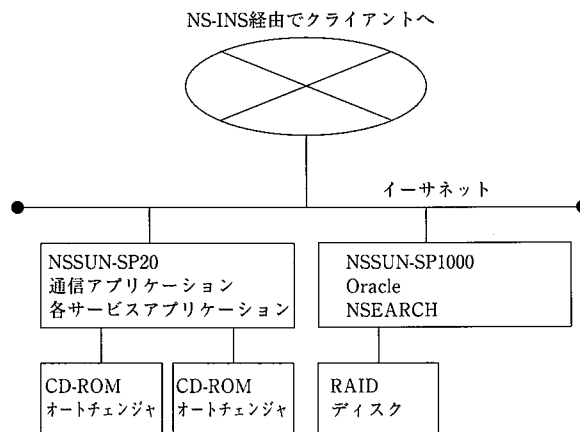 NS-INS経由でクライアントへ
イーサネット
NSSUN-SP20
通信アプリケーション
各サービスアプリケーション
NSSUN-SP1000
Oracle
NSEARCH
CD-ROM
オートチェンジャ
CD-ROM
オートチェンジャ
RAID
ディスク